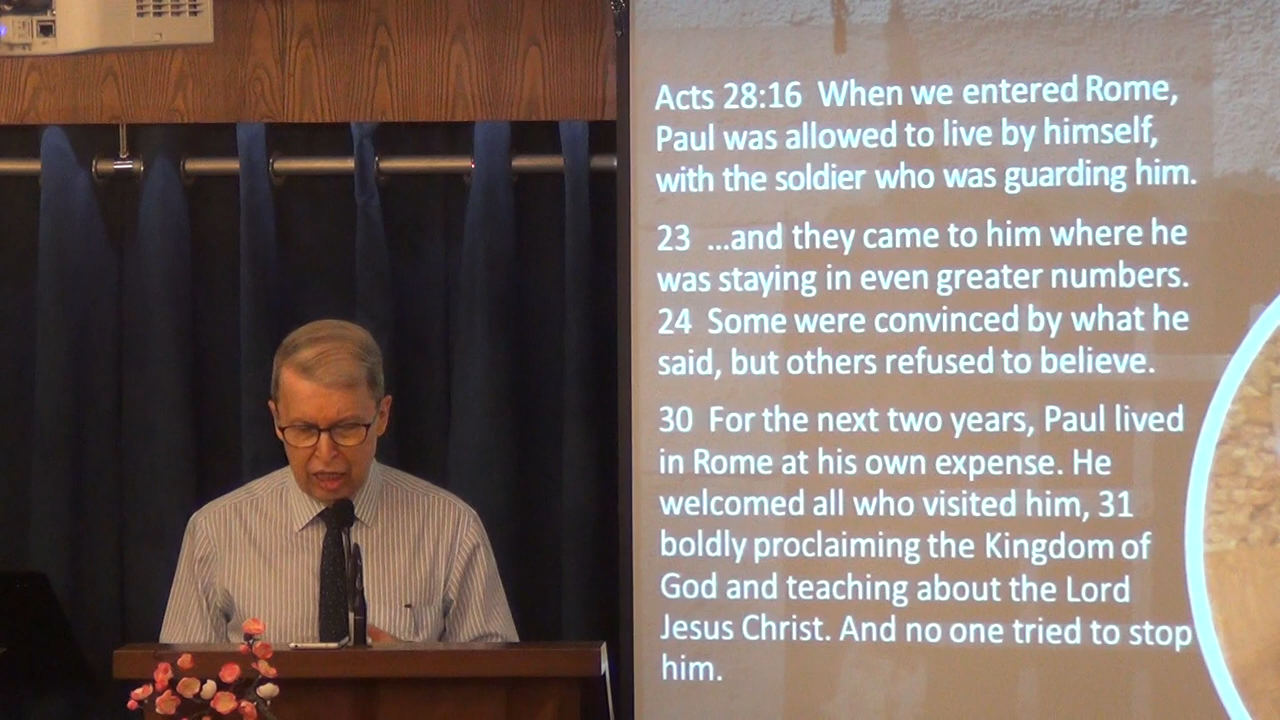 Acts 28:16 When we entered Rome,
Paul was allowed to live by himself,
with the soldier who was guarding him.
23 ...and they came to him where he
was staying in even greater numbers.
24 Some were convinced by what he
said, but others refused to believe.
30 For the next two years, Paul lived
in Rome at his own expense. He
welcomed all who visited him, 31
boldly proclaiming the Kingdom of
God and teaching about the Lord
Jesus Christ. And no one tried to stop
him.